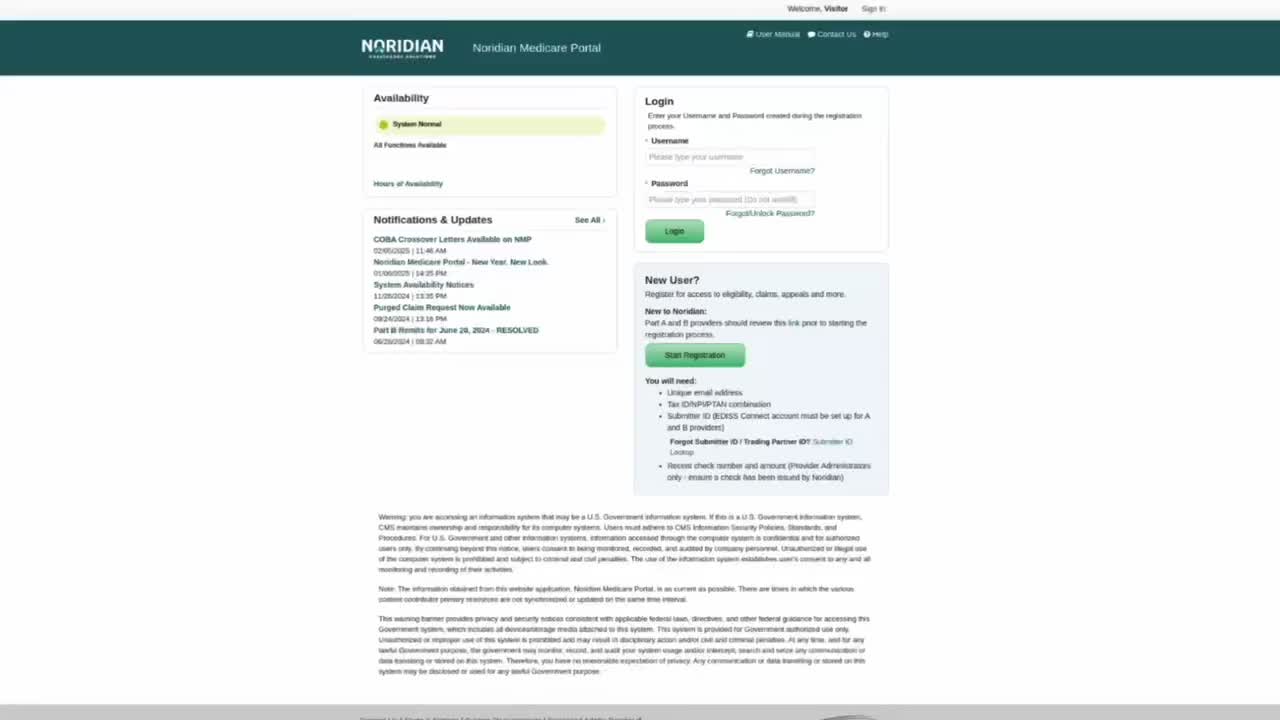 Welcome, Visitor Sign In
NORIDIAN
HEALTHCARE SOLUTIONS
Noridian Medicare Portal
User Manual Contact Us Help
Availability
System Normal
All Functions Available
Hours of Availability
Notifications & Updates See All ›
COBA Crossover Letters Available on NMP
02/05/2025 | 11:46 AM
Noridian Medicare Portal - New Year, New Look.
01/06/2025 | 14:25 PM
System Availability Notices
11/26/2024 | 13:35 PM
Purged Claim Request Now Available
09/24/2024 | 13:16 PM
Part B Remits for June 28, 2024 - RESOLVED
06/28/2024 | 08:32 AM
Login
Enter your Username and Password created during the registration
process.
* Username
Please type your username
Forgot Username?
* Password
Please type your password (Do not autofill)
Forgot/Unlock Password?
Login
New User?
Register for access to eligibility, claims, appeals and more.
New to Noridian:
Part A and B providers should review this link prior to starting the
registration process.
Start Registration
You will need:
• Unique email address
• Tax ID/NPI/PTAN combination
• Submitter ID (EDISS Connect account must be set up for A
and B providers)
Forgot Submitter ID / Trading Partner ID? Submitter ID
Lookup
• Recent check number and amount (Provider Administrators
only - ensure a check has been issued by Noridian)
Warning: you are accessing an information system that may be a U.S. Government information system. If this is a U.S. Government information system,
CMS maintains ownership and responsibility for its computer systems. Users must adhere to CMS Information Security Policies, Standards, and
Procedures. For U.S. Government and other information systems, information accessed through the computer system is confidential and for authorized
users only. By continuing beyond this notice, users consent to being monitored, recorded, and audited by company personnel. Unauthorized or illegal use
of the computer system is prohibited and subject to criminal and civil penalties. The use of the information system establishes user's consent to any and all
monitoring and recording of their activities.
Note: The information obtained from this website application, Noridian Medicare Portal, is as current as possible. There are times in which the various
content contributor primary resources are not synchronized or updated on the same time interval.
This warning banner provides privacy and security notices consistent with applicable federal laws, directives, and other federal guidance for accessing this
Government system, which includes all devices/storage media attached to this system. This system is provided for Government authorized use only.
Unauthorized or improper use of this system is prohibited and may result in disciplinary action and/or civil and criminal penalties. At any time, and for any
lawful Government purpose, the government may monitor, record, and audit your system usage and/or intercept, search and seize any communication or
data transiting or stored on this system. Therefore, you have no reasonable expectation of privacy. Any communication or data transiting or stored on this
system may be disclosed or used for any lawful Government purpose.